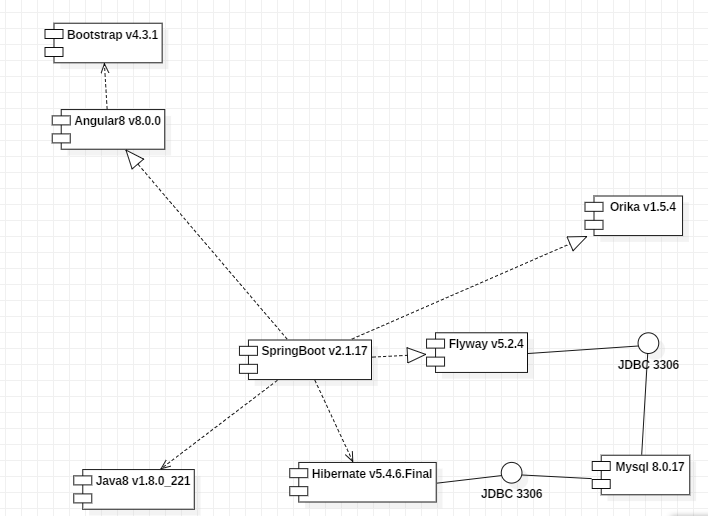 Bootstrap v4.3.1
Angular8 v8.0.0
Orika v1.5.4
SpringBoot v2.1.17
Flyway v5.2.4
JDBC 3306
Java8 v1.8.0_221
Hibernate v5.4.6.Final
JDBC 3306
Mysql 8.0.17